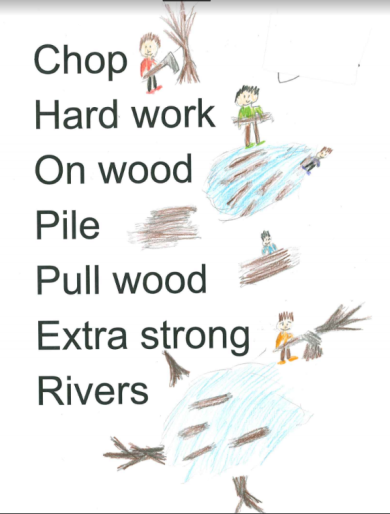 Chop
Hard work
On wood
Pile
Pull wood
Extra strong
Rivers